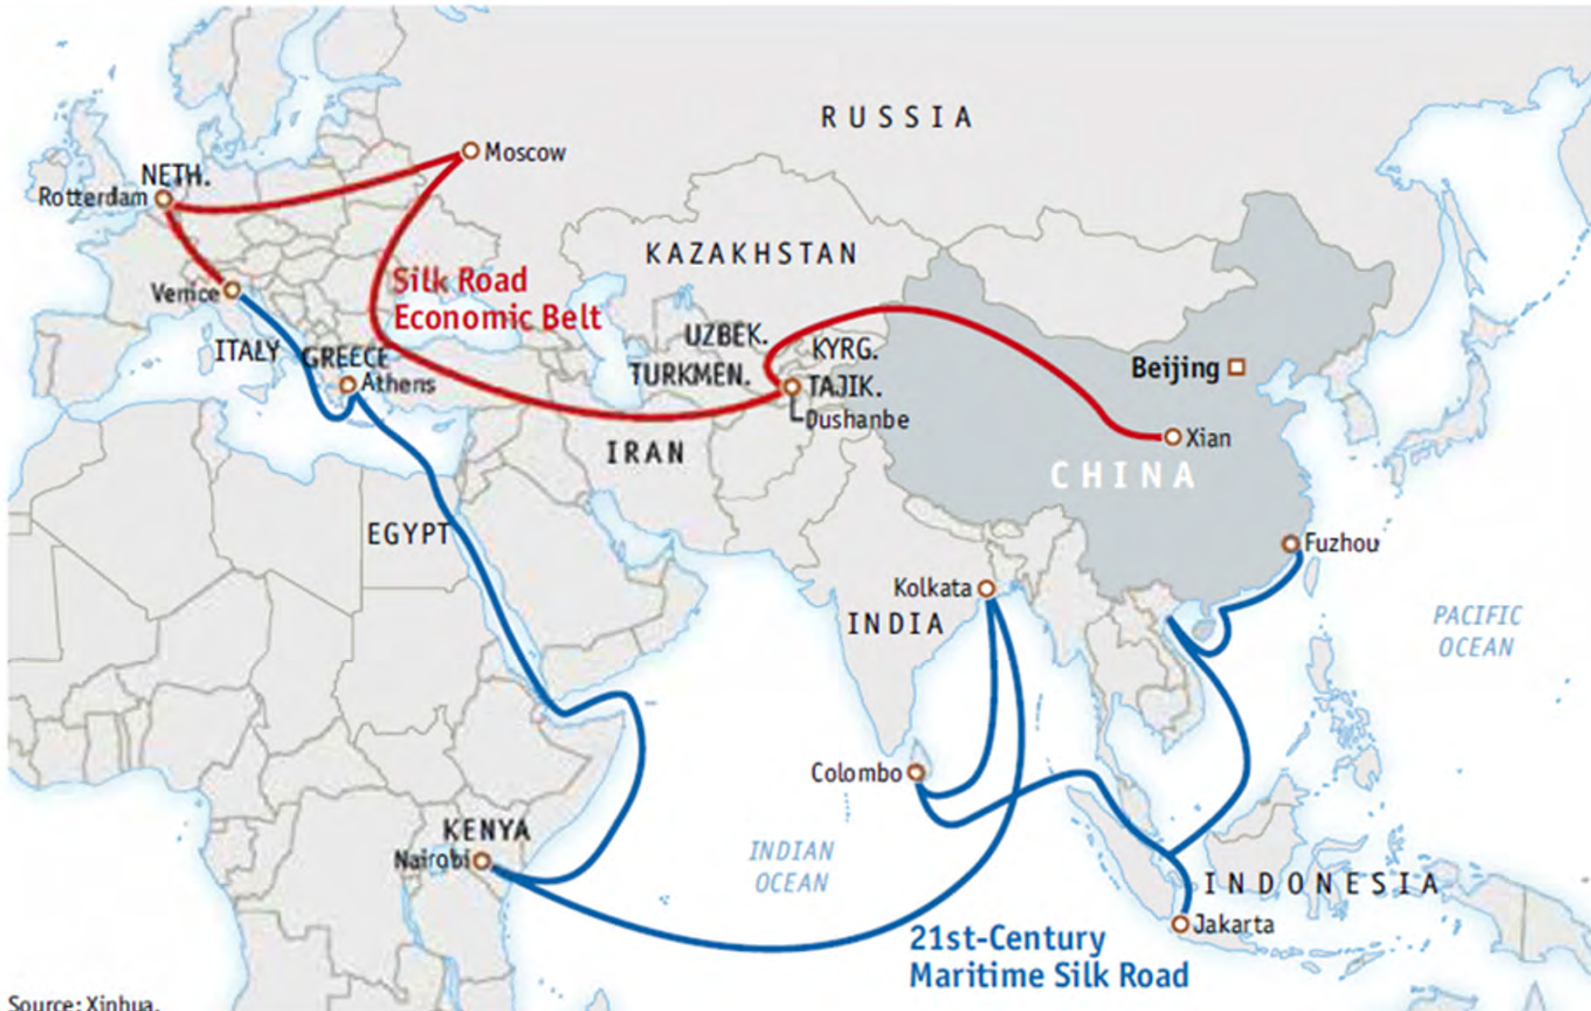 RUSSIA
Moscow
NETH.
Rotterdam
KAZAKHSTAN
Silk Road
Economic Belt
Venice
UZBEK.
KYRG.
ITALY
GREECE
Athens
TURKMEN.
TAJIK.
Dushanbe
Beijing
Xian
IRAN
CHINA
EGYPT
Fuzhou
Kolkata
INDIA
PACIFIC
OCEAN
Colombo
KENYA
Nairobi
INDIAN
OCEAN
INDONESIA
Jakarta
21st-Century
Maritime Silk Road
Source: Xinhua.